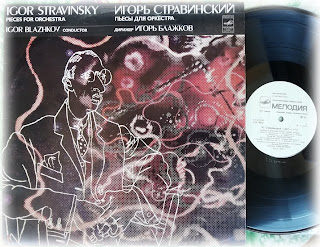 IGOR STRAVINSKY
PIECES FOR ORCHESTRA
IGOR BLAZHKOV CONDUCTOR
ИГОРЬ СТРАВИНСКИЙ
ПЬЕСЫ ДЛЯ ОРКЕСТРА
ДИРИЖЕР ИГОРЬ БЛАЖКОВ
МЕЛОДИЯ